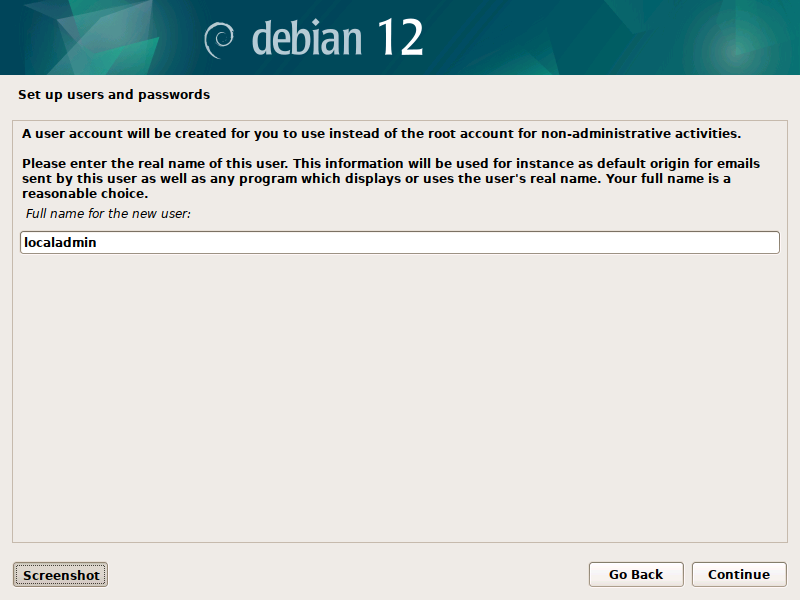 debian 12
Set up users and passwords
A user account will be created for you to use instead of the root account for non-administrative activities.
Please enter the real name of this user. This information will be used for instance as default origin for emails
sent by this user as well as any program which displays or uses the user's real name. Your full name is a
reasonable choice.
Full name for the new user:
localadmin
Screenshot
Go Back
Continue